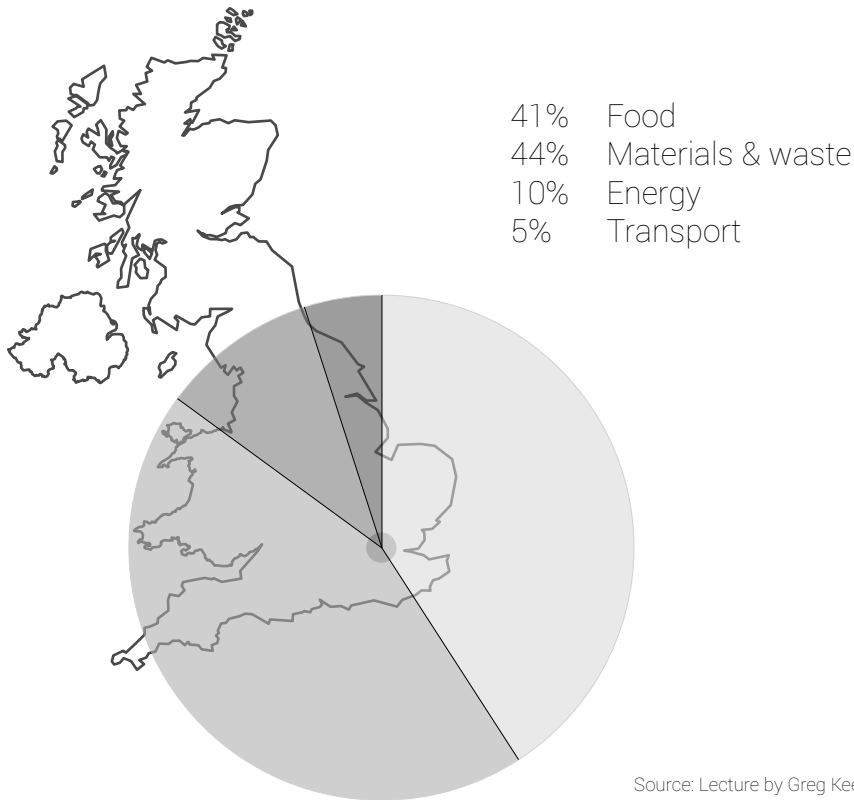 41% Food
44% Materials & waste
10% Energy
5% Transport
Source: Lecture by Greg